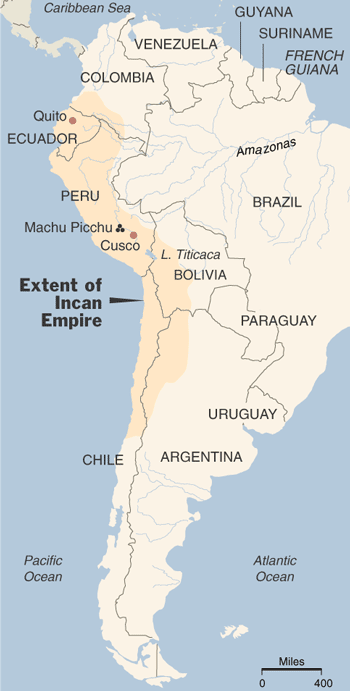 Caribbean Sea
GUYANA
SURINAME
VENEZUELA
FRENCH
GUIANA
COLOMBIA
Quito
ECUADOR
Amazonas
PERU
BRAZIL
Machu Picchu
Cusco
L. Titicaca
BOLIVIA
Extent of
Incan
Empire
PARAGUAY
URUGUAY
CHILE
ARGENTINA
Pacific
Ocean
Atlantic
Ocean
Miles
0 400